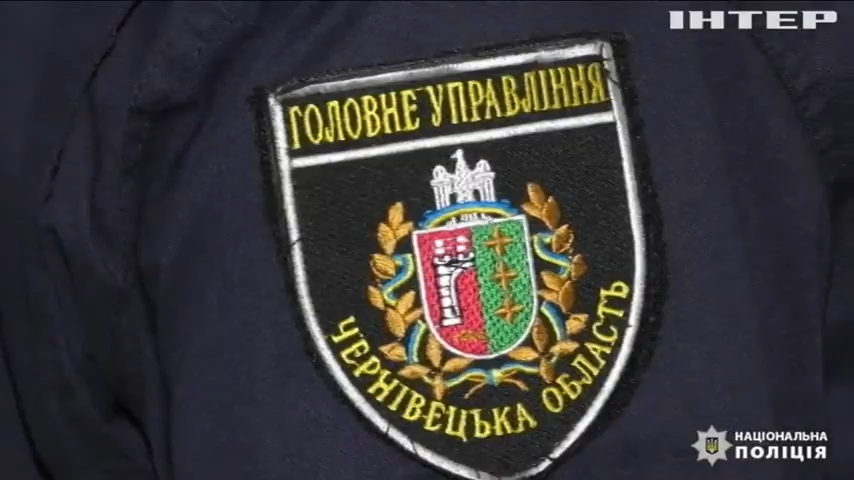 ІНТЕР
ГОЛОВНЕ УПРАВЛІННЯ
ЧЕРНІВЕЦЬКА ОБЛАСТЬ
НАЦІОНАЛЬНА
ПОЛІЦІЯ